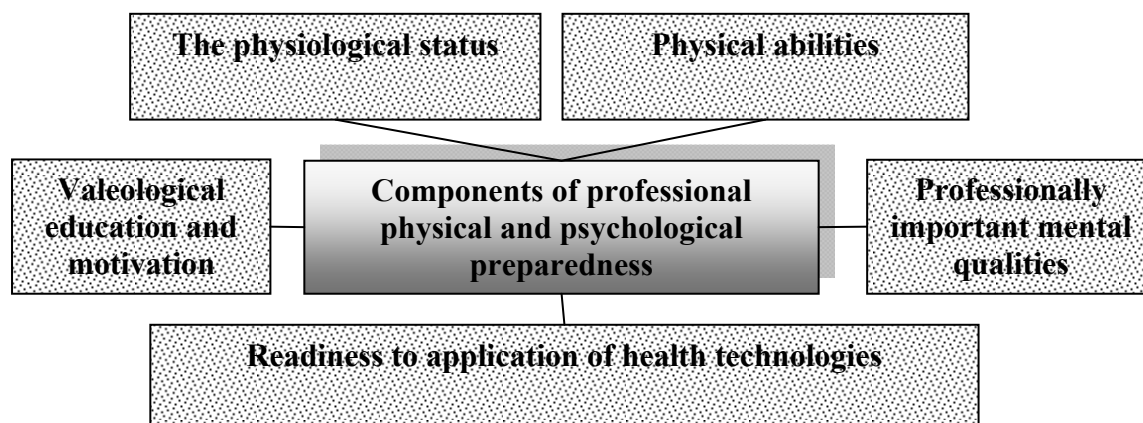 The physiological status
Physical abilities
Valeological
education and
motivation
Components of professional
physical and psychological
preparedness
Professionally
important mental
qualities
Readiness to application of health technologies